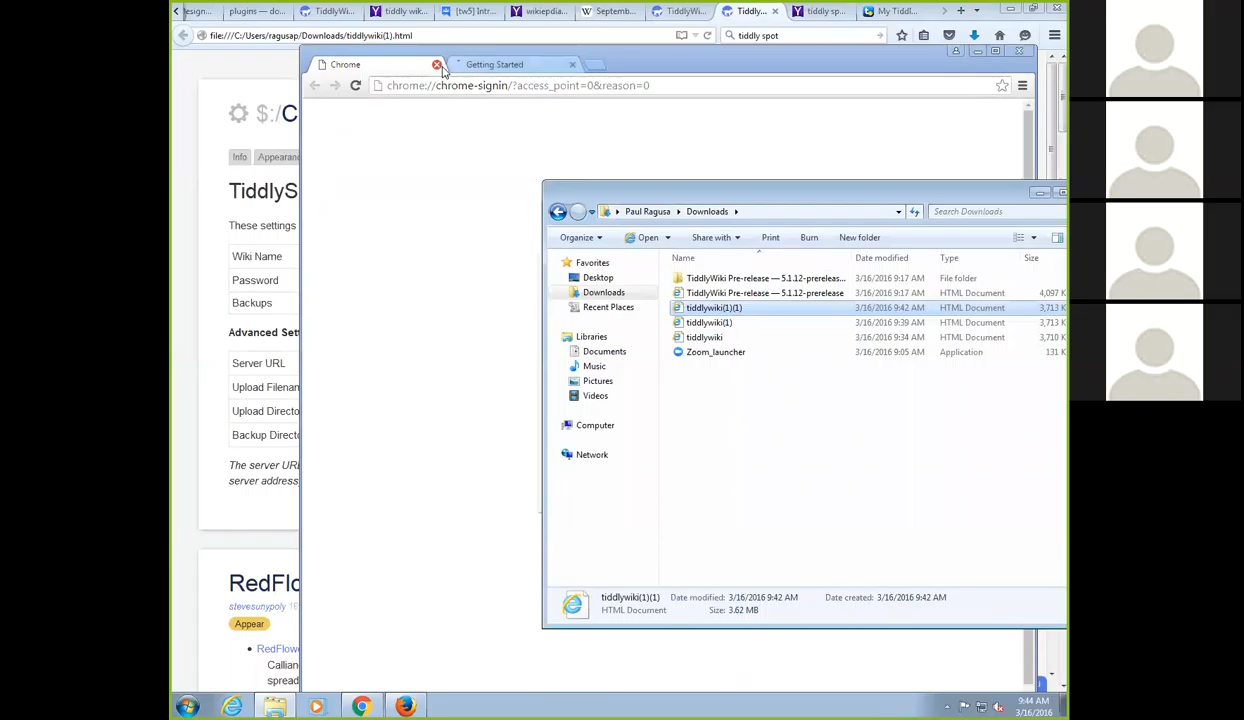 esign...
plugins — do...
TiddlyWi...
tiddly wik...
[tw5] Intr...
wikiepdia...
Septemb...
TiddlyWi...
Tiddly...
tiddly sp...
My Tiddl...
file:///C:/Users/ragusap/Downloads/tiddlywiki(1).html
tiddly spot
Chrome
Getting Started
chrome://chrome-signin/?access_point=0&reason=0
$:/C
Info
Appearanc
TiddlyS
These settings
Wiki Name
Password
Backups
Advanced Set
Server URL
Upload Filenam
Upload Directo
Backup Directo
The server URL
server address
RedFlo
stevesunypoly
Appear
RedFlowe
Callian
spread
Paul Ragusa
Downloads
Search Downloads
Organize
Open
Share with
Print
Burn
New folder
Favorites
Desktop
Downloads
Recent Places
Libraries
Documents
Music
Pictures
Videos
Computer
Network
Name Date modified Type Size
TiddlyWiki Pre-release — 5.1.12-prereleas... 3/16/2016 9:17 AM File folder
TiddlyWiki Pre-release — 5.1.12-prerelease 3/16/2016 9:17 AM HTML Document 4,097 K
tiddlywiki(1)(1) 3/16/2016 9:42 AM HTML Document 3,713 K
tiddlywiki(1) 3/16/2016 9:39 AM HTML Document 3,713 K
tiddlywiki 3/16/2016 9:34 AM HTML Document 3,710 K
Zoom_launcher 3/16/2016 9:05 AM Application 131 K
tiddlywiki(1)(1) Date modified: 3/16/2016 9:42 AM Date created: 3/16/2016 9:42 AM
HTML Document Size: 3.62 MB
9:44 AM
3/16/2016